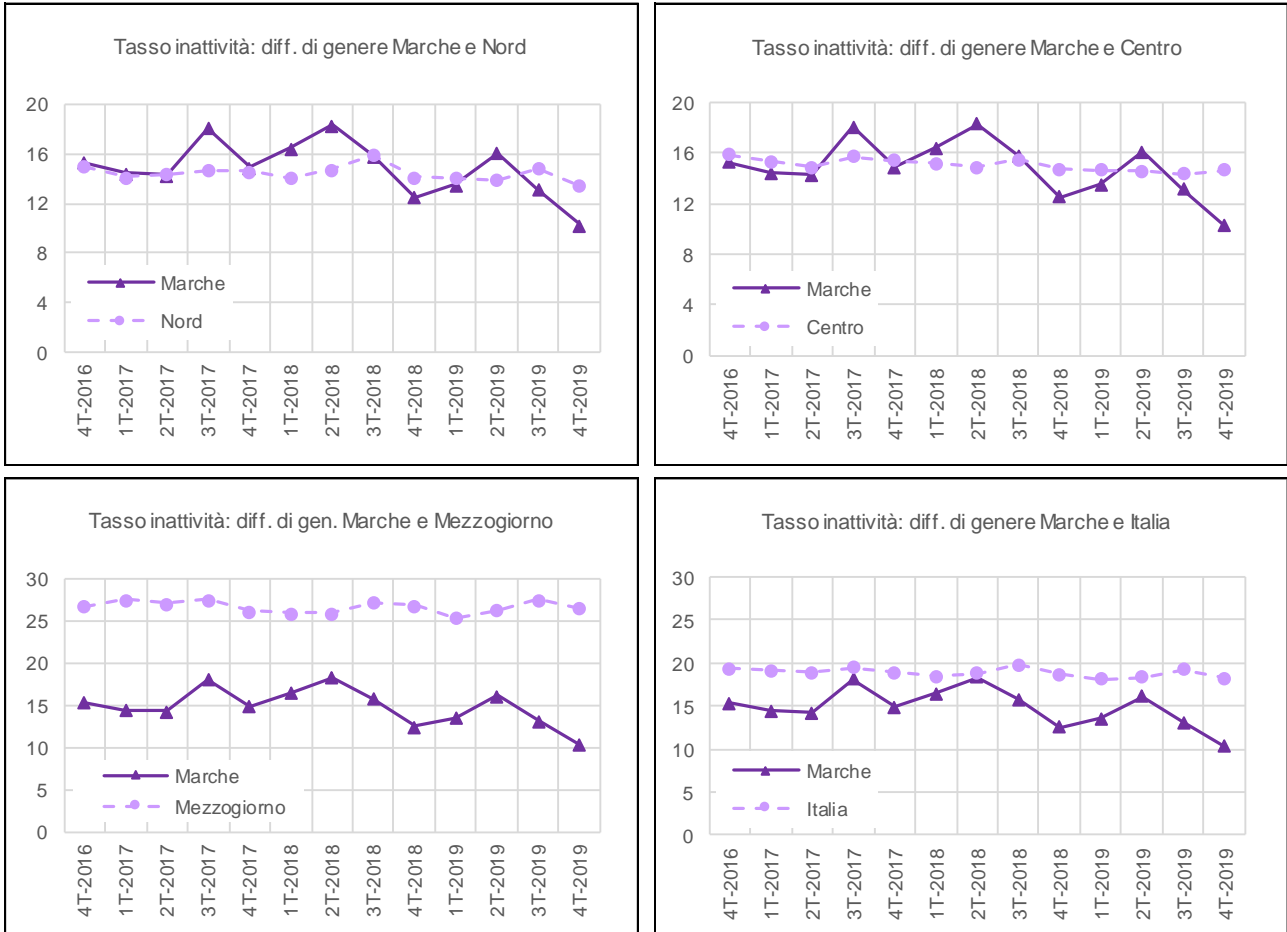 Tasso inattività: diff. di genere Marche e Nord
20
16
12
8
4
0
Marche
Nord
4T-2016
1T-2017
2T-2017
3T-2017
4T-2017
1T-2018
2T-2018
3T-2018
4T-2018
1T-2019
2T-2019
3T-2019
4T-2019
Tasso inattività: diff. di genere Marche e Centro
20
16
12
8
4
0
Marche
Centro
4T-2016
1T-2017
2T-2017
3T-2017
4T-2017
1T-2018
2T-2018
3T-2018
4T-2018
1T-2019
2T-2019
3T-2019
4T-2019
Tasso inattività: diff. di gen. Marche e Mezzogiorno
30
25
20
15
10
5
0
Marche
Mezzogiorno
4T-2016
1T-2017
2T-2017
3T-2017
4T-2017
1T-2018
2T-2018
3T-2018
4T-2018
1T-2019
2T-2019
3T-2019
4T-2019
Tasso inattività: diff. di genere Marche e Italia
30
25
20
15
10
5
0
Marche
Italia
4T-2016
1T-2017
2T-2017
3T-2017
4T-2017
1T-2018
2T-2018
3T-2018
4T-2018
1T-2019
2T-2019
3T-2019
4T-2019